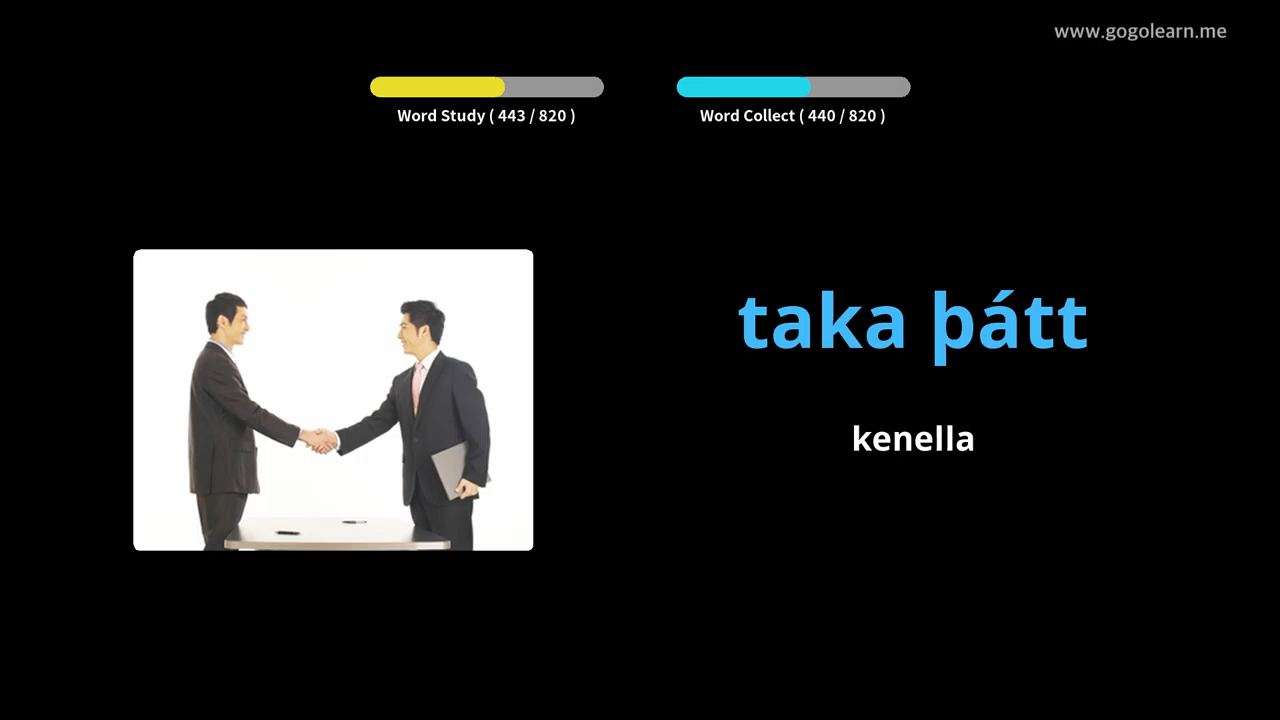 www.gogolearn.me
Word Study ( 443 / 820 )
Word Collect ( 440 / 820 )
taka þátt
kenella